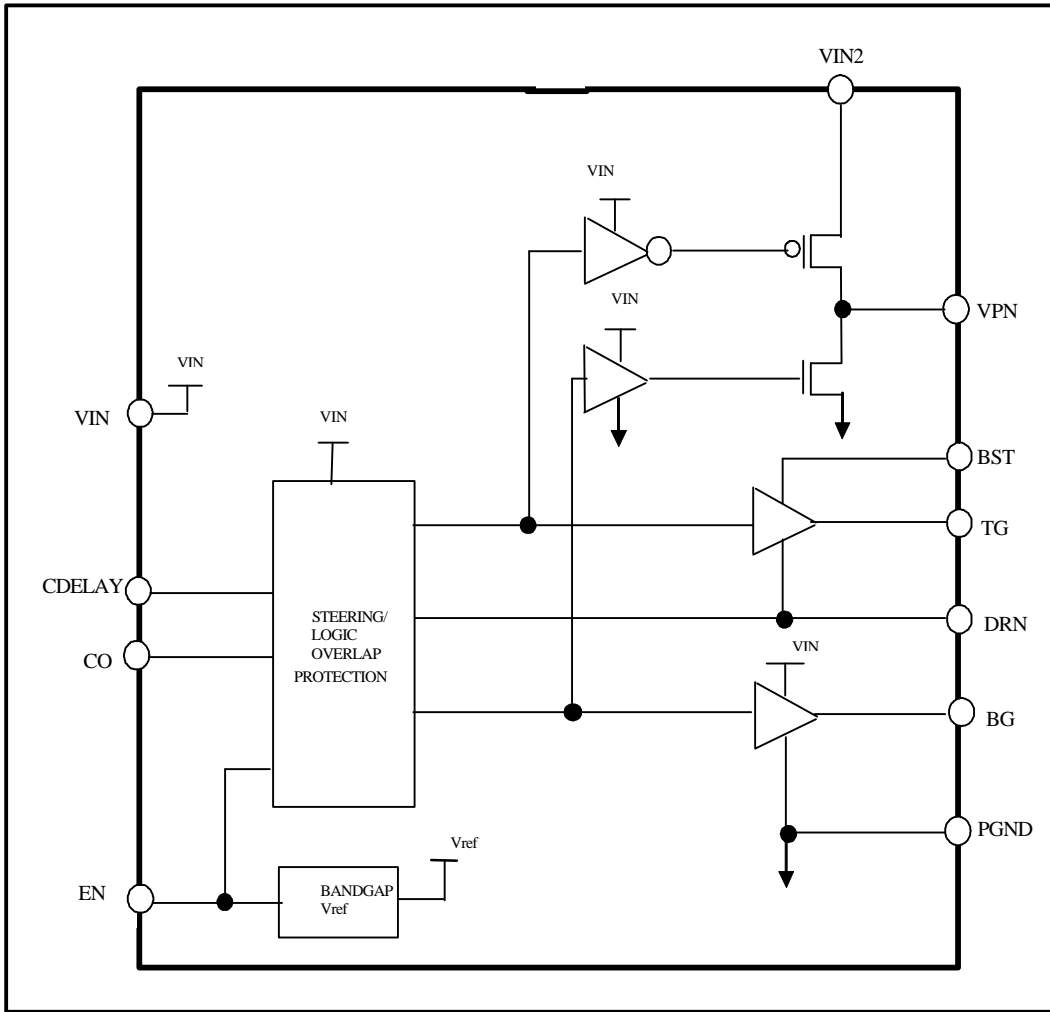 VIN2
VIN
VIN
VPN
VIN
VIN
VIN
BST
TG
CDELAY
STEERING/
LOGIC
OVERLAP
PROTECTION
DRN
CO
VIN
BG
PGND
Vref
EN
BANDGAP
Vref